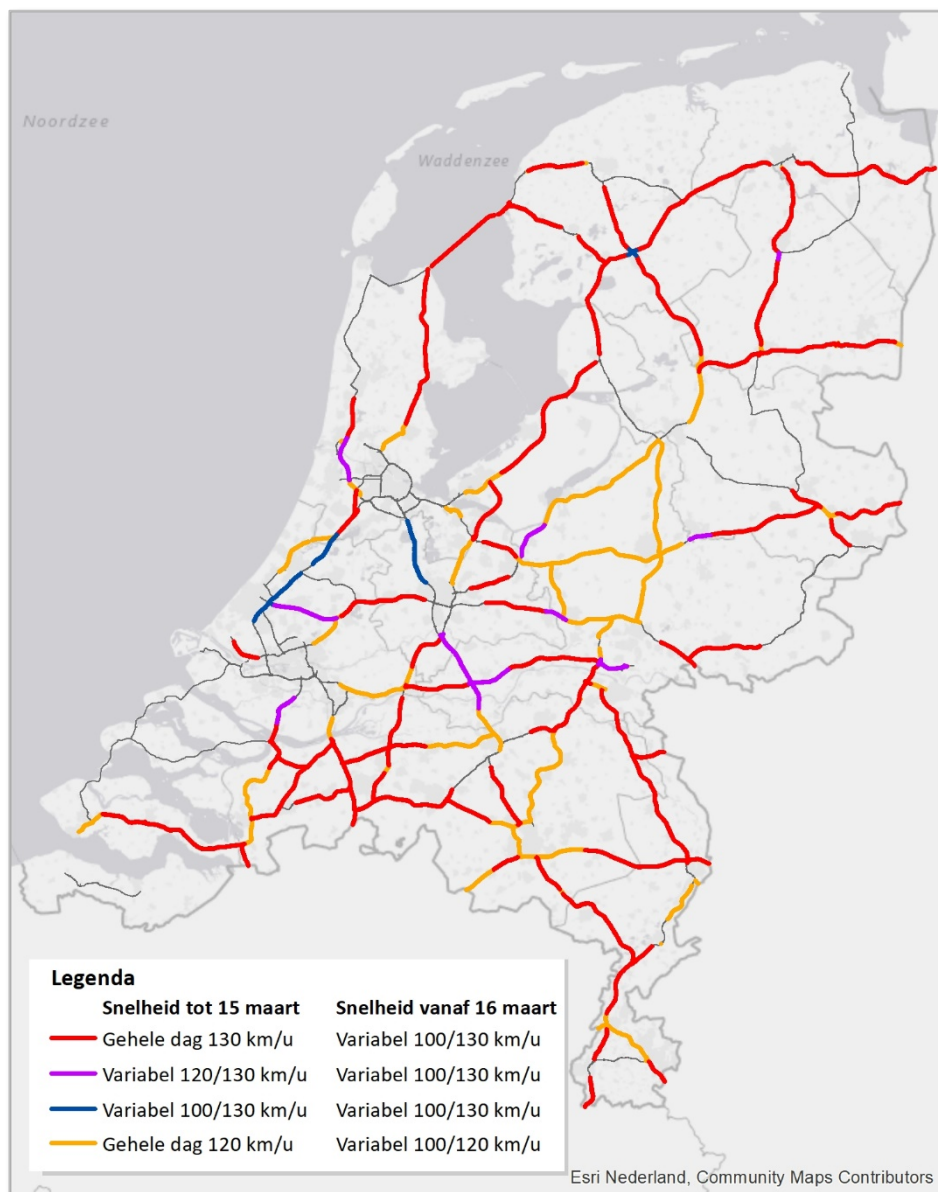 Noordzee
Waddenzee
Legenda
Snelheid tot 15 maart Snelheid vanaf 16 maart
Gehele dag 130 km/u Variabel 100/130 km/u
Variabel 120/130 km/u Variabel 100/130 km/u
Variabel 100/130 km/u Variabel 100/130 km/u
Gehele dag 120 km/u Variabel 100/120 km/u
Esri Nederland, Community Maps Contributors